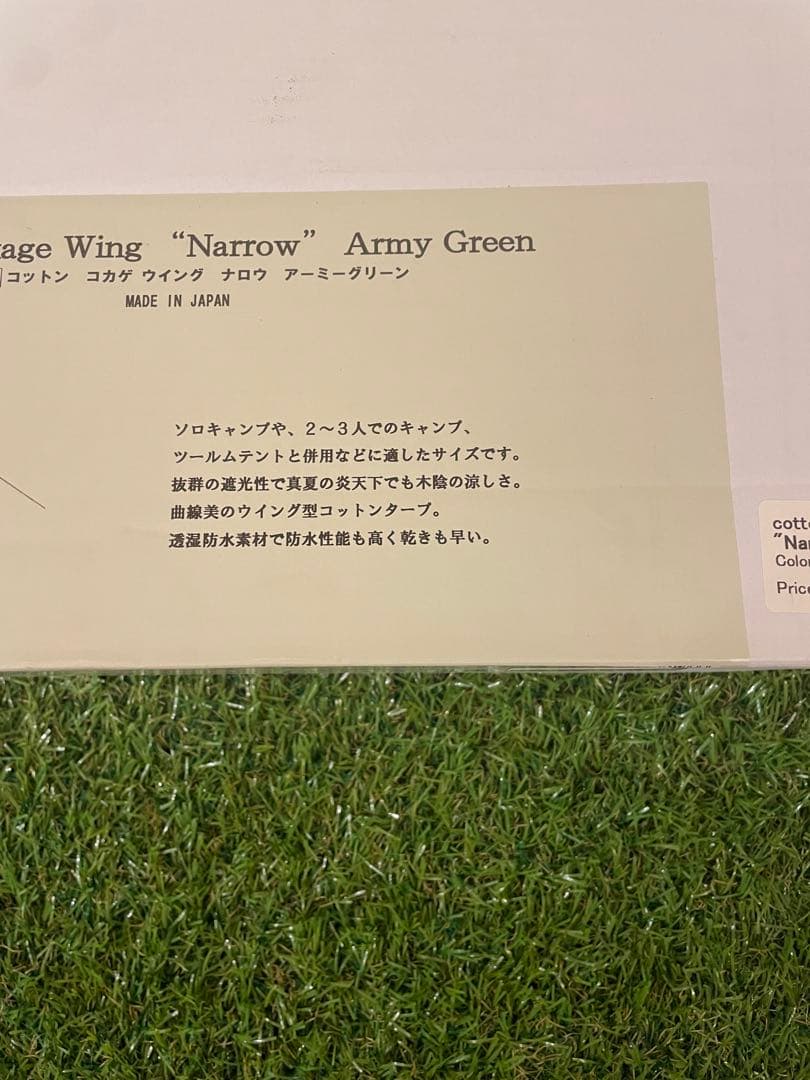 Wing “Narrow” Army Green
コットン コカゲ ウイング ナロウ アーミーグリーン
MADE IN JAPAN
ソロキャンプや、２～３人でのキャンプ、
ツールムテントと併用などに適したサイズです。
抜群の遮光性で真夏の炎天下でも木陰の涼しさ。
曲線美のウイング型コットンタープ。
透湿防水素材で防水性能も高く乾きも早い。